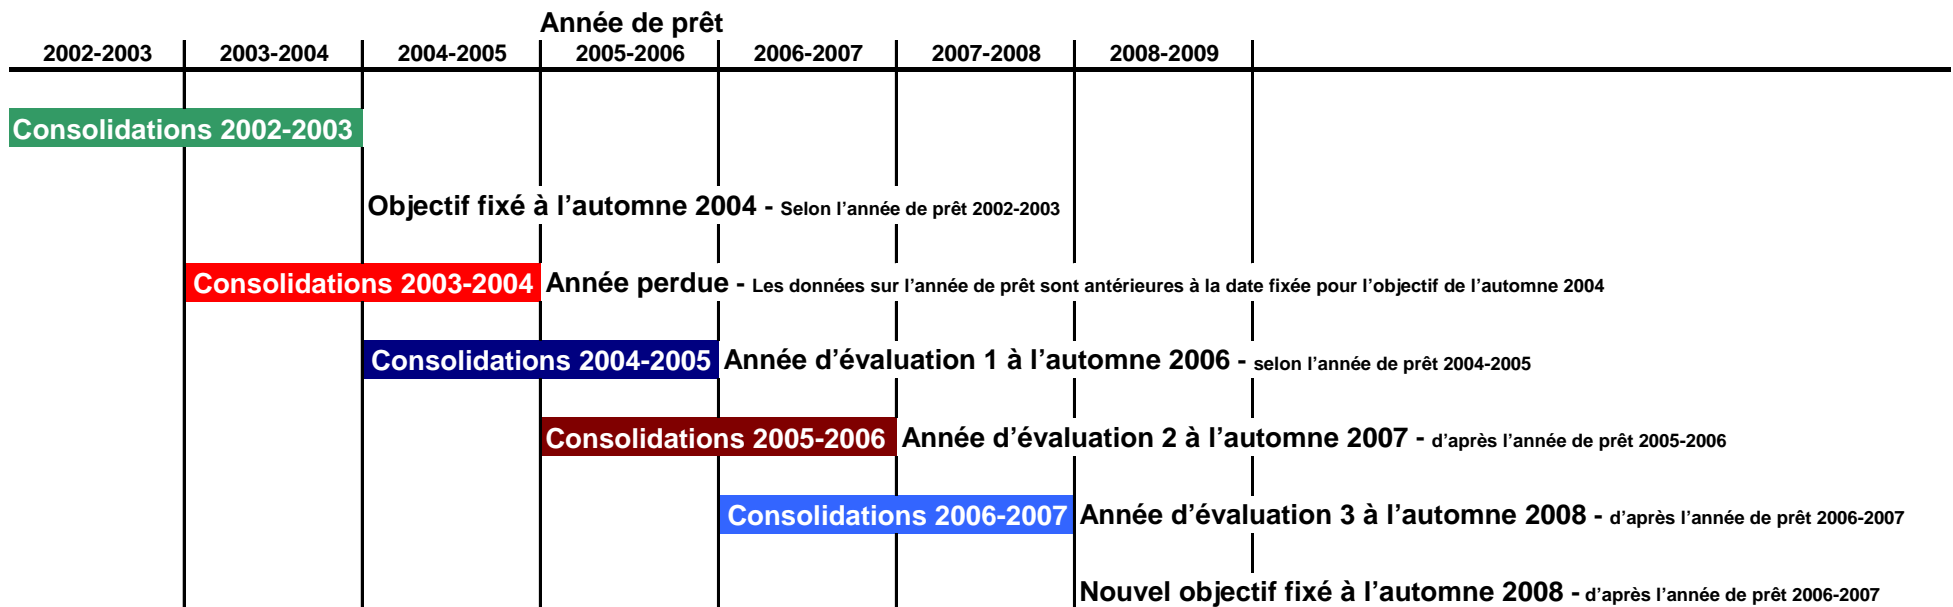 Année de prêt
2002-2003 2003-2004 2004-2005 2005-2006 2006-2007 2007-2008 2008-2009
Consolidations 2002-2003
Objectif fixé à l’automne 2004 - Selon l’année de prêt 2002-2003
Consolidations 2003-2004 Année perdue - Les données sur l’année de prêt sont antérieures à la date fixée pour l’objectif de l’automne 2004
Consolidations 2004-2005 Année d’évaluation 1 à l’automne 2006 - selon l’année de prêt 2004-2005
Consolidations 2005-2006 Année d’évaluation 2 à l’automne 2007 - d’après l’année de prêt 2005-2006
Consolidations 2006-2007 Année d’évaluation 3 à l’automne 2008 - d’après l’année de prêt 2006-2007
Nouvel objectif fixé à l’automne 2008 - d’après l’année de prêt 2006-2007